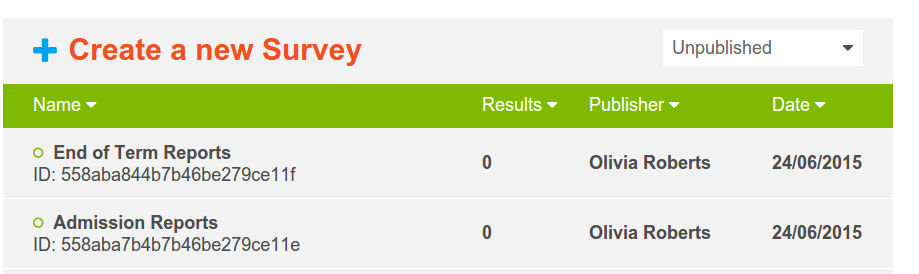 Create a new Survey
Unpublished
Name Results Publisher Date
End of Term Reports
ID: 558aba844b7b46be279ce11f
0 Olivia Roberts 24/06/2015
Admission Reports
ID: 558aba7b4b7b46be279ce11e
0 Olivia Roberts 24/06/2015